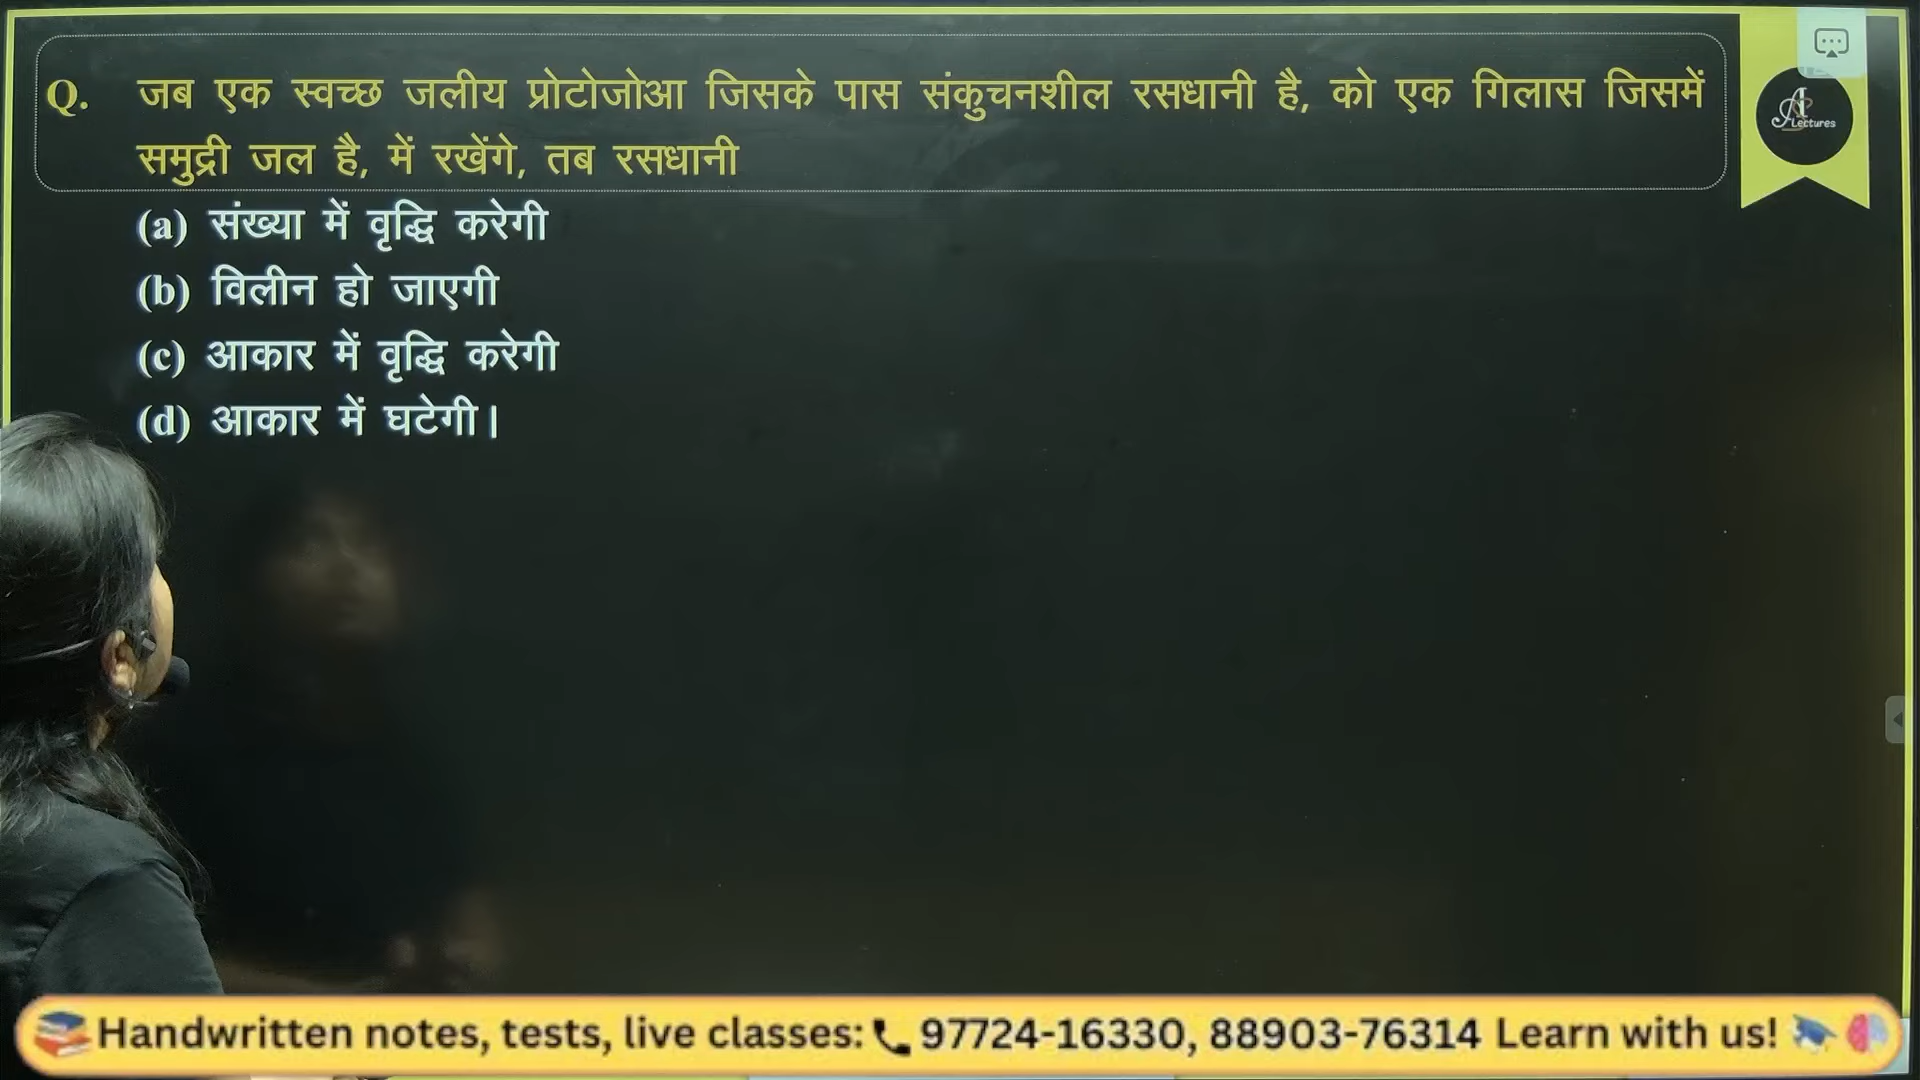 Q. जब एक स्वच्छ जलीय प्रोटोजोआ जिसके पास संकुचनशील रसधानी है, को एक गिलास जिसमें
समुद्री जल है, में रखेंगे, तब रसधानी
(a) संख्या में वृद्धि करेगी
(b) विलीन हो जाएगी
(c) आकार में वृद्धि करेगी
(d) आकार में घटेगी।
Lectures
Handwritten notes, tests, live classes: 97724-16330, 88903-76314 Learn with us!